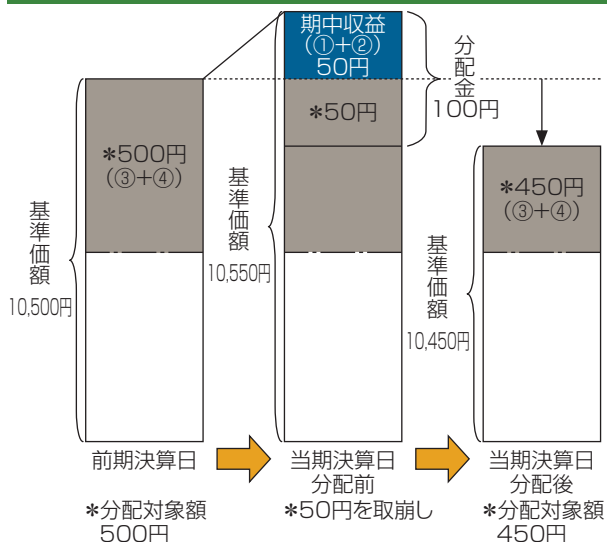 期中収益
(①+②)
50円
分配金
100円
*50円
*500円
(③+④)
*450円
(③+④)
基準価額
10,500円
基準価額
10,550円
基準価額
10,450円
前期決算日
当期決算日
分配前
当期決算日
分配後
*分配対象額
500円
*50円を取崩し
*分配対象額
450円